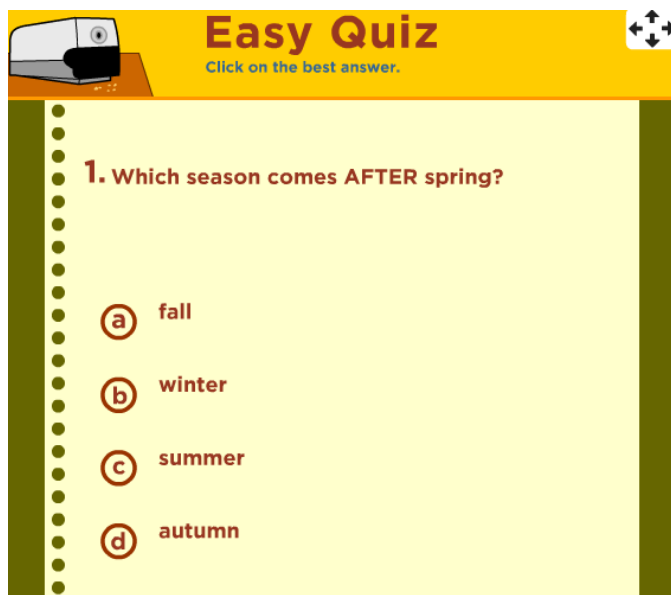 Easy Quiz
Click on the best answer.
1. Which season comes AFTER spring?
a fall
b winter
c summer
d autumn